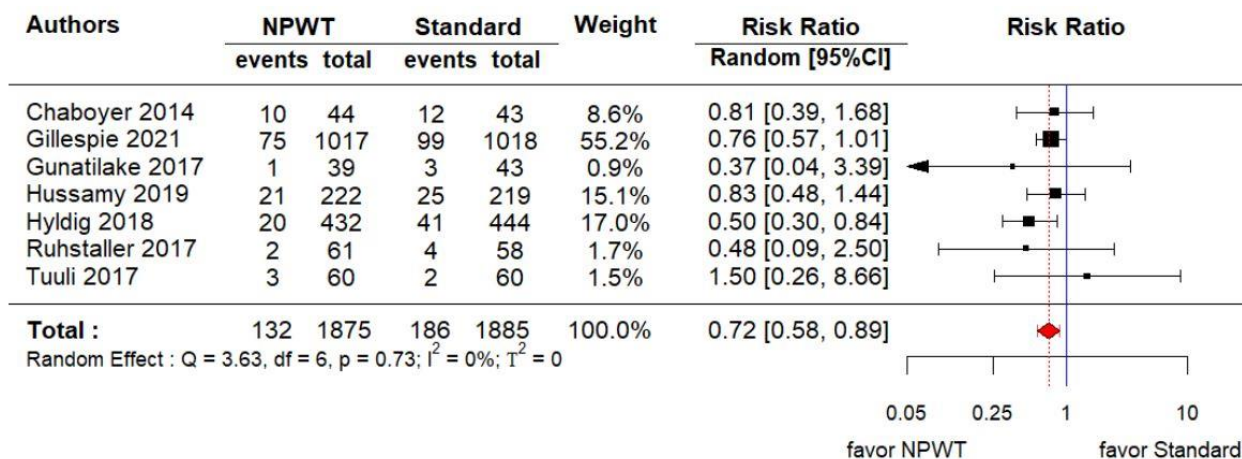 Authors NPWT Standard Weight Risk Ratio Risk Ratio
events total events total Random [95%CI]
Chaboyer 2014 10 44 12 43 8.6% 0.81 [0.39, 1.68]
Gillespie 2021 75 1017 99 1018 55.2% 0.76 [0.57, 1.01]
Gunatilake 2017 1 39 3 43 0.9% 0.37 [0.04, 3.39]
Hussamy 2019 21 222 25 219 15.1% 0.83 [0.48, 1.44]
Hyldig 2018 20 432 41 444 17.0% 0.50 [0.30, 0.84]
Ruhstaller 2017 2 61 4 58 1.7% 0.48 [0.09, 2.50]
Tuuli 2017 3 60 2 60 1.5% 1.50 [0.26, 8.66]
Total : 132 1875 186 1885 100.0% 0.72 [0.58, 0.89]
Random Effect : Q = 3.63, df = 6, p = 0.73; I² = 0%; T² = 0
0.05 0.25 1 10
favor NPWT favor Standard